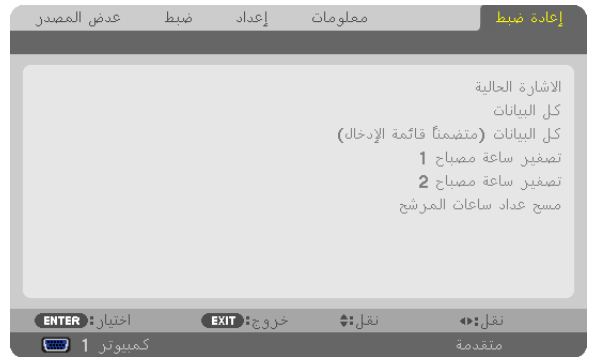 إعادة ضبط معلومات إعداد ضبط عرض المصدر
الاشارة الحالية
كل البيانات
كل البيانات (متضمناً قائمة الإدخال)
تصفير ساعة مصباح 1
تصفير ساعة مصباح 2
مسح عداد ساعات المرشح
نقل: نقل: خروج: EXIT اختيار: ENTER
متقدمة كمبيوتر 1